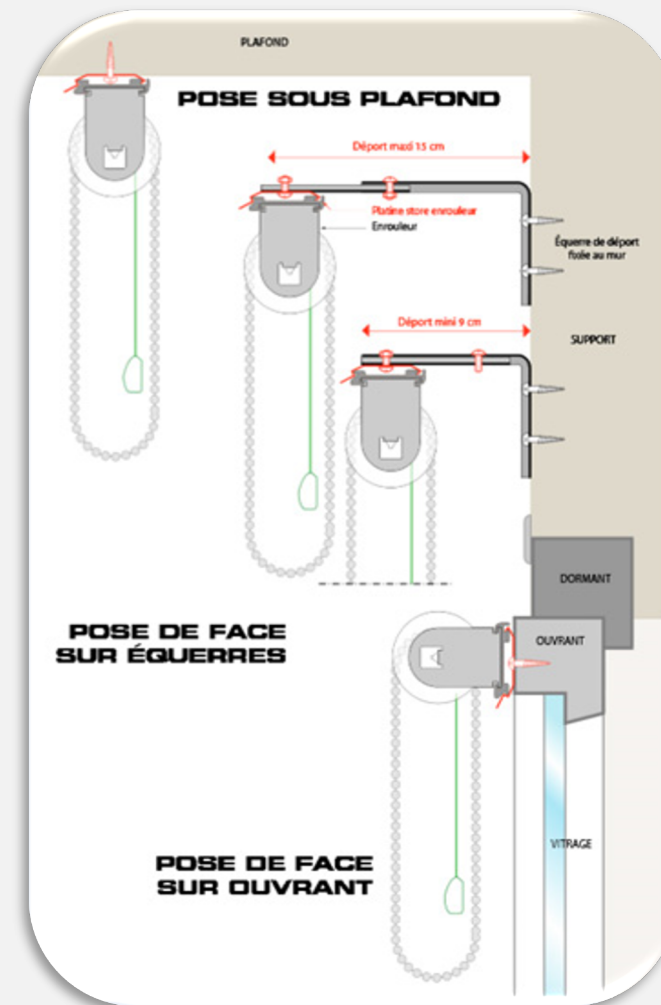 PLAFOND
POSE SOUS PLAFOND
Déport maxi 15 cm
Platine store enrouleur
Enrouleur
Équerre de déport
fixée au mur
Déport mini 9 cm
SUPPORT
DORMANT
POSE DE FACE
SUR ÉQUERRES
OUVRANT
VITRAGE
POSE DE FACE
SUR OUVRANT